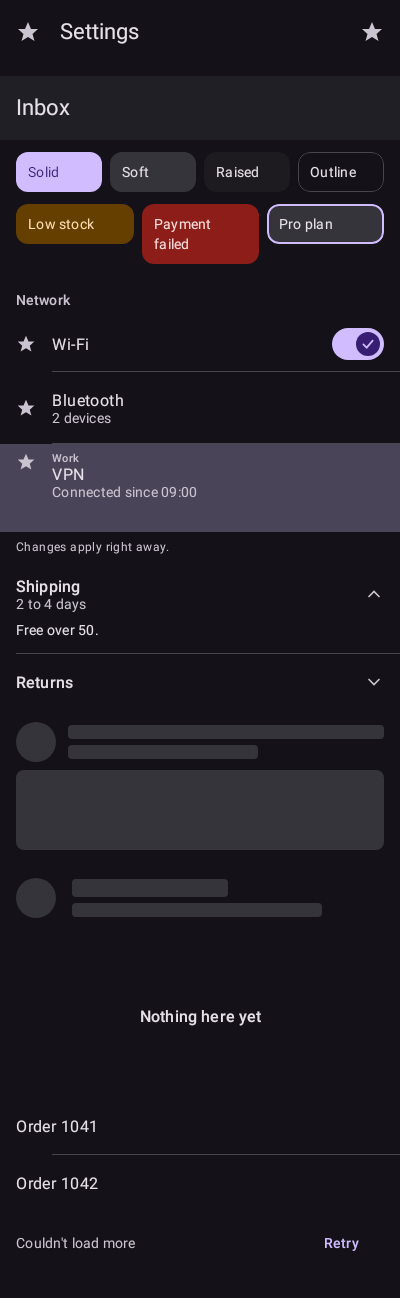 Settings
Inbox
Solid
Soft
Raised
Outline
Low stock
Payment
failed
Pro plan
Network
Wi-Fi
Bluetooth
2 devices
Work
VPN
Connected since 09:00
Changes apply right away.
Shipping
2 to 4 days
Free over 50.
Returns
Nothing here yet
Order 1041
Order 1042
Couldn't load more
Retry